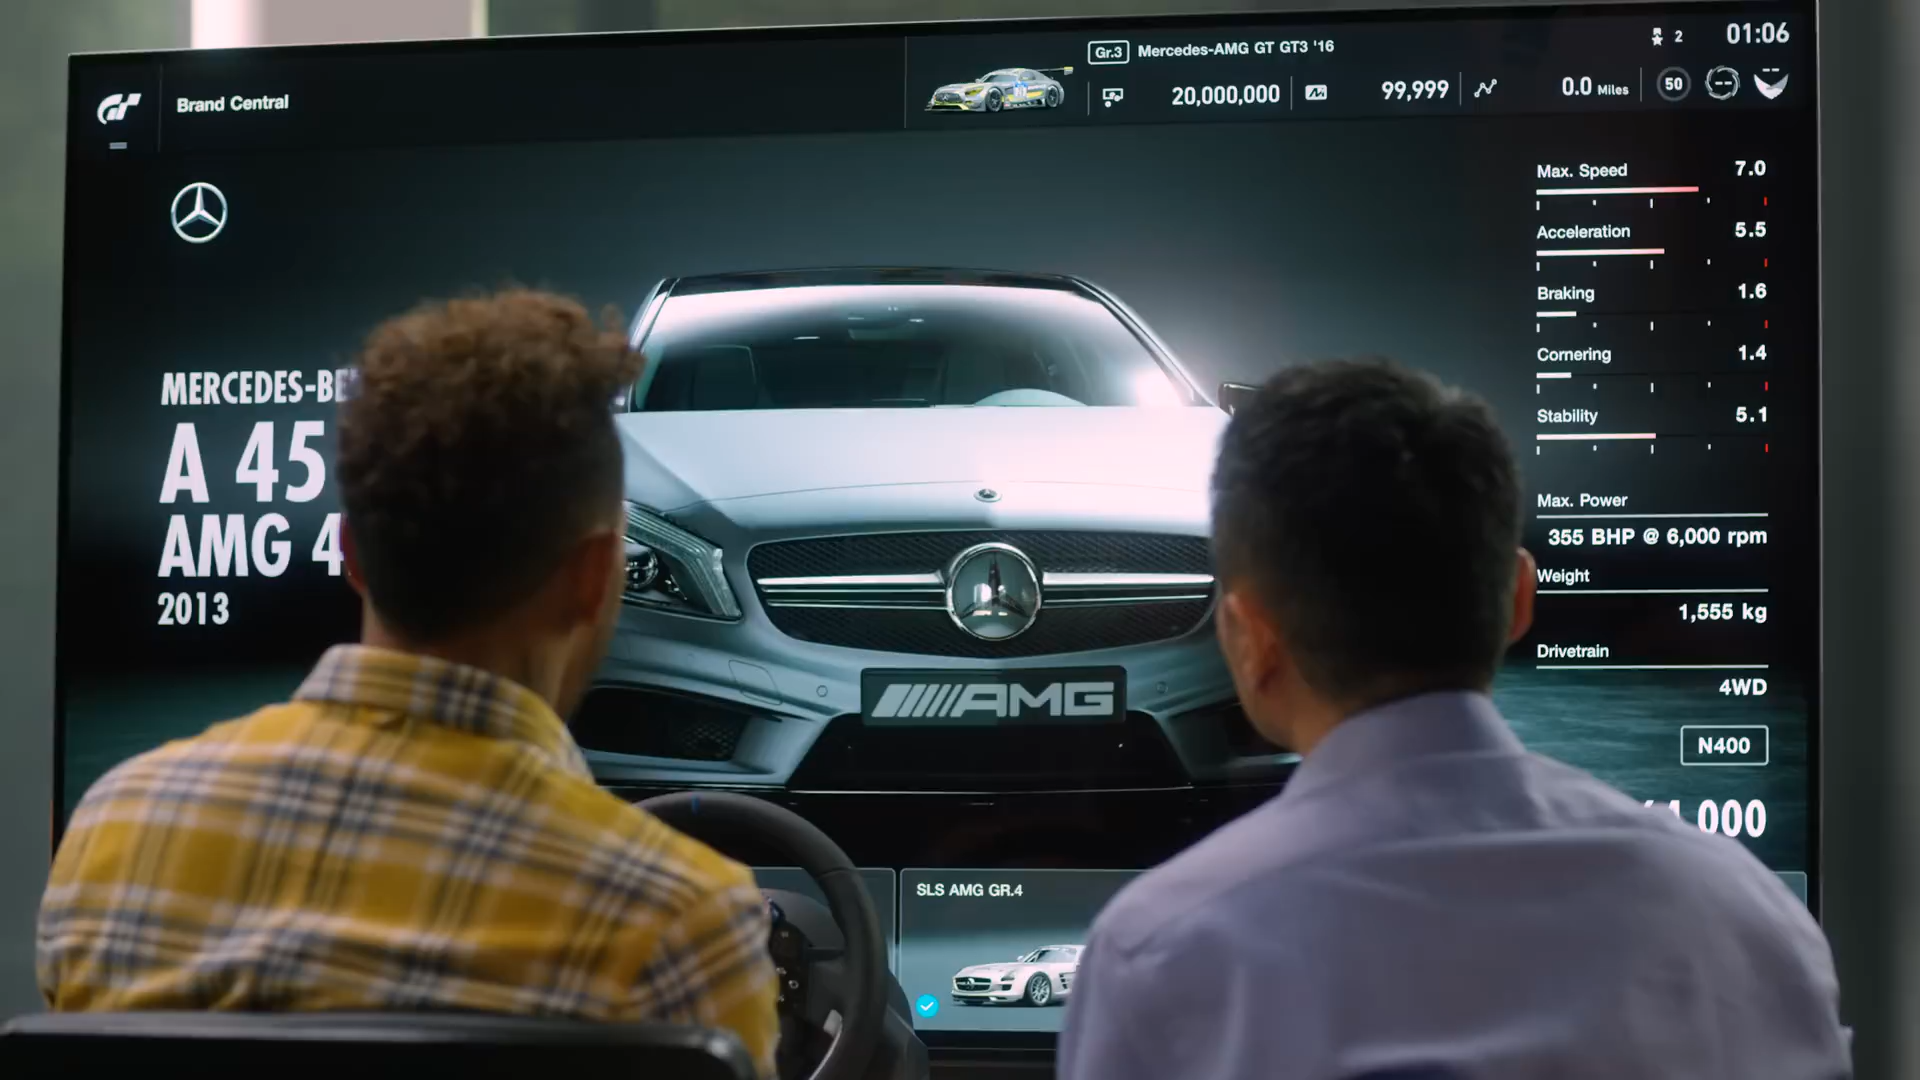 Gr.3 Mercedes-AMG GT GT3 '16
2 01:06
Brand Central
20,000,000 99,999 0.0 Miles 50
Max. Speed 7.0
Acceleration 5.5
Braking 1.6
Cornering 1.4
Stability 5.1
MERCEDES-BE
A 45
AMG 4
2013
AMG
Max. Power
355 BHP @ 6,000 rpm
Weight
1,555 kg
Drivetrain
4WD
N400
,000
SLS AMG GR.4